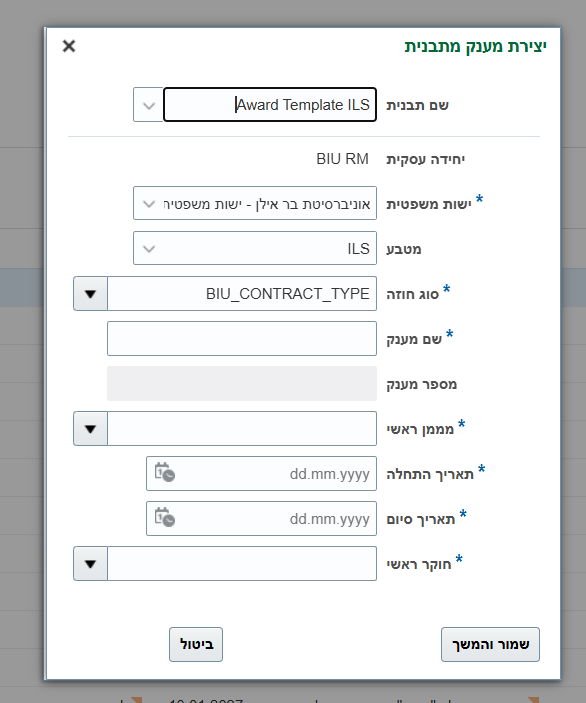 יצירת מענק מתבנית
שם תבנית Award Template ILS
יחידה עסקית BIU RM
* ישות משפטית אוניברסיטת בר אילן - ישות משפטית
מטבע ILS
* סוג חוזה BIU_CONTRACT_TYPE
* שם מענק
מספר מענק
* מממן ראשי
* תאריך התחלה dd.mm.yyyy
* תאריך סיום dd.mm.yyyy
* חוקר ראשי
שמור והמשך ביטול